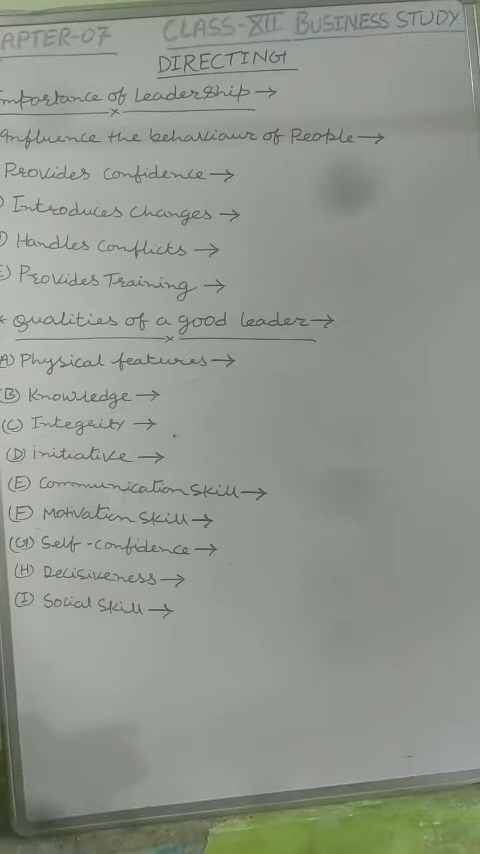 APTER-07 CLASS-XII BUSINESS STUDY
DIRECTING
Importance of Leadership →
Influence the behaviour of People →
Provides Confidence →
) Introduces Changes →
) Handles Conflicts →
E) Provides Training →
* Qualities of a good leader →
A) Physical features →
(B) Knowledge →
(C) Integrity →
(D) initiative →
(E) Communication Skill →
(F) Motivation Skill →
(G) Self-Confidence →
(H) Decisiveness →
(I) Social Skill →